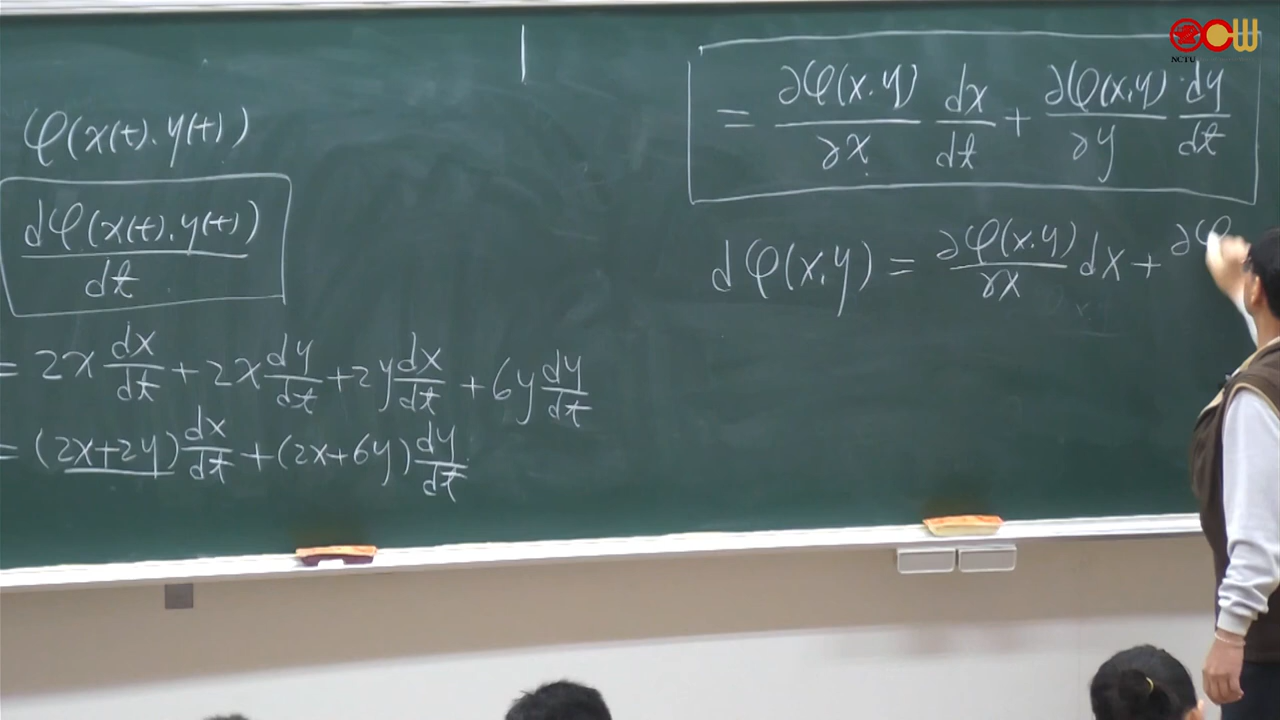 φ(x(t).y(t))
dφ(x(t).y(t))/dt
= 2x dx/dt + 2x dy/dt + 2y dx/dt + 6y dy/dt
= (2x+2y) dx/dt + (2x+6y) dy/dt
= ∂φ(x.y)/∂x dx/dt + ∂φ(x,y)/∂y · dy/dt
dφ(x,y) = ∂φ(x.y)/∂x dx + ∂φ
OCW
NCTU